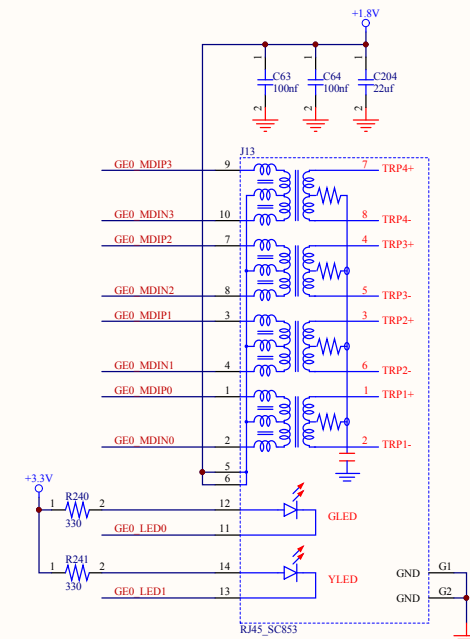 +1.8V
1 1 1
C63 C64 C204
100nf 100nf 22uf
2 2 2
J13
GE0_MDIP3 9 7 TRP4+
GE0_MDIN3 10 8 TRP4-
GE0_MDIP2 7 4 TRP3+
GE0_MDIN2 8 5 TRP3-
GE0_MDIP1 3 3 TRP2+
GE0_MDIN1 4 6 TRP2-
GE0_MDIP0 1 1 TRP1+
GE0_MDIN0 2 2 TRP1-
5
6
+3.3V
R240
1 2 12
330
GLED
GE0_LED0 11
R241
1 2 14
330
YLED
GND G1
GE0_LED1 13
GND G2
RJ45_SC853